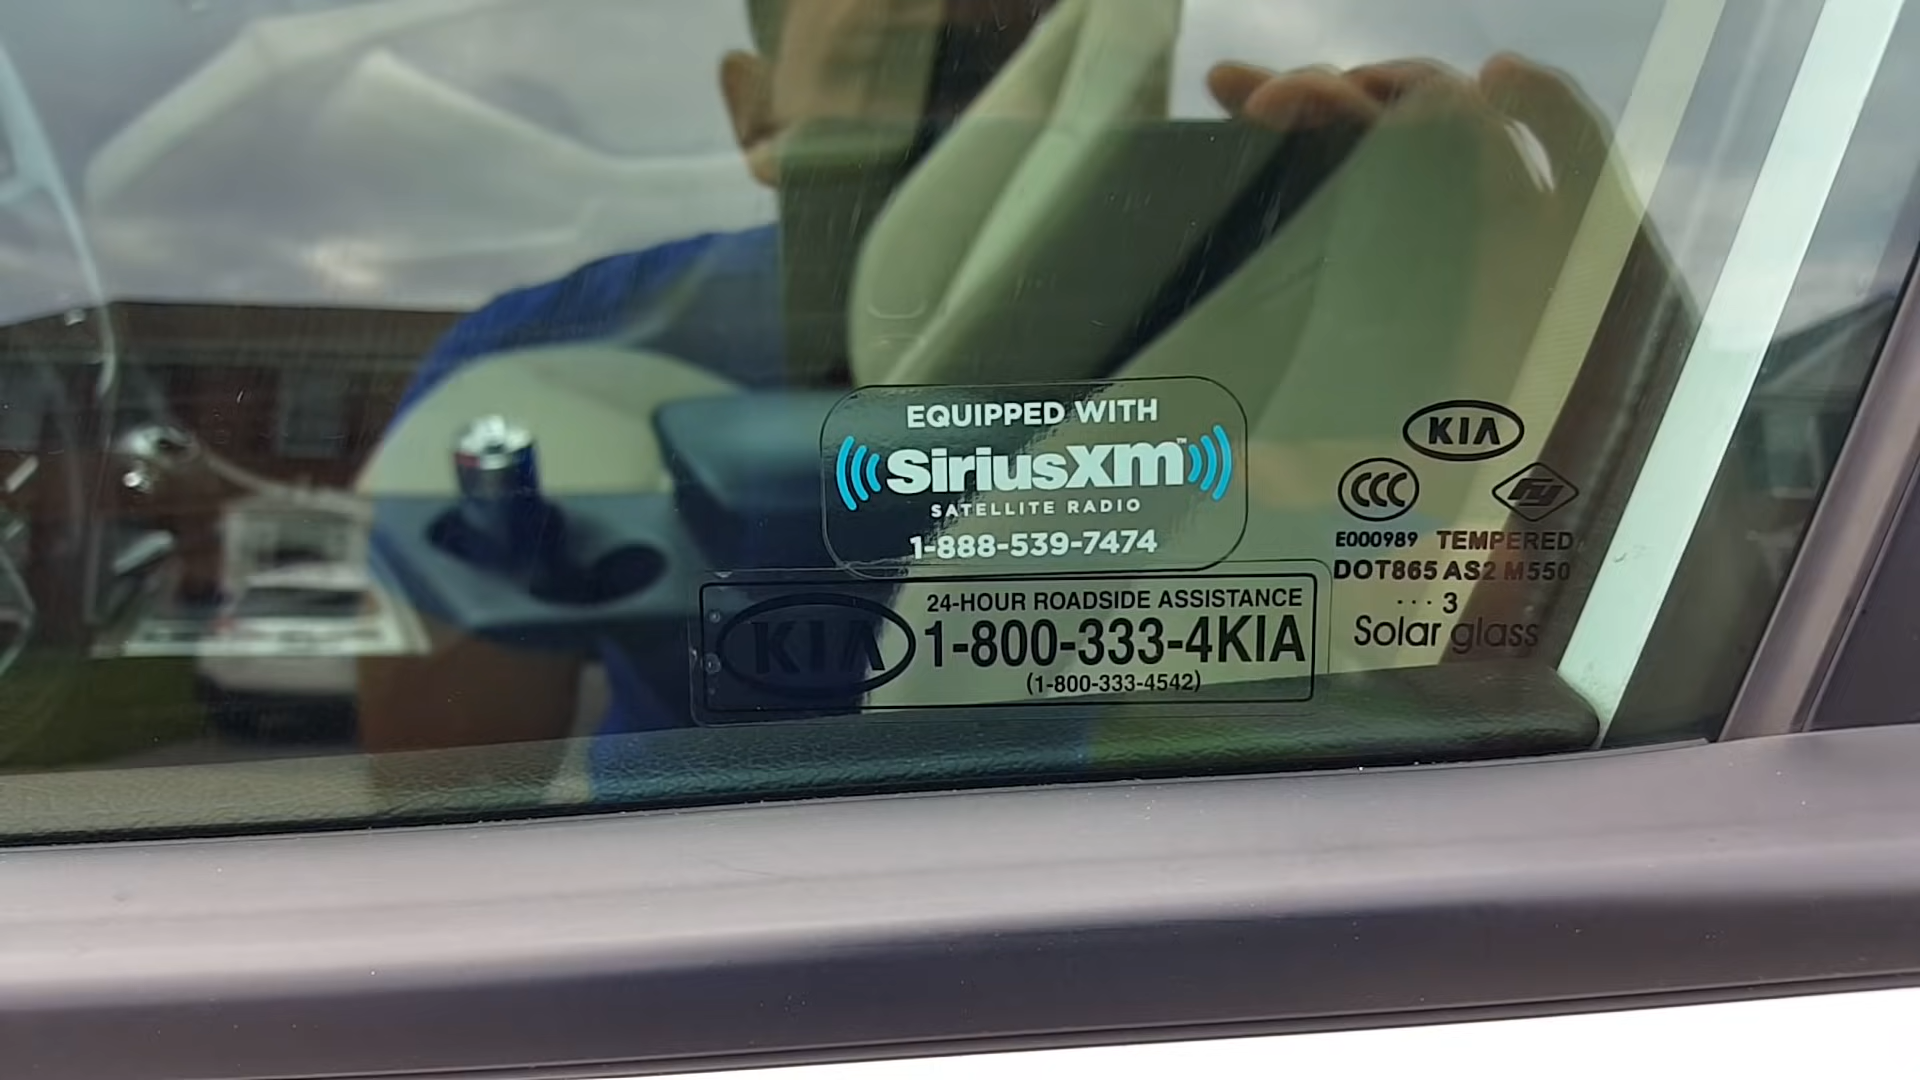 EQUIPPED WITH
SiriusXm™
SATELLITE RADIO
1-888-539-7474
KIA
24-HOUR ROADSIDE ASSISTANCE
1-800-333-4KIA
(1-800-333-4542)
KIA
CCC
E000989 TEMPERED
DOT865 AS2 M550
··· 3
Solar glass